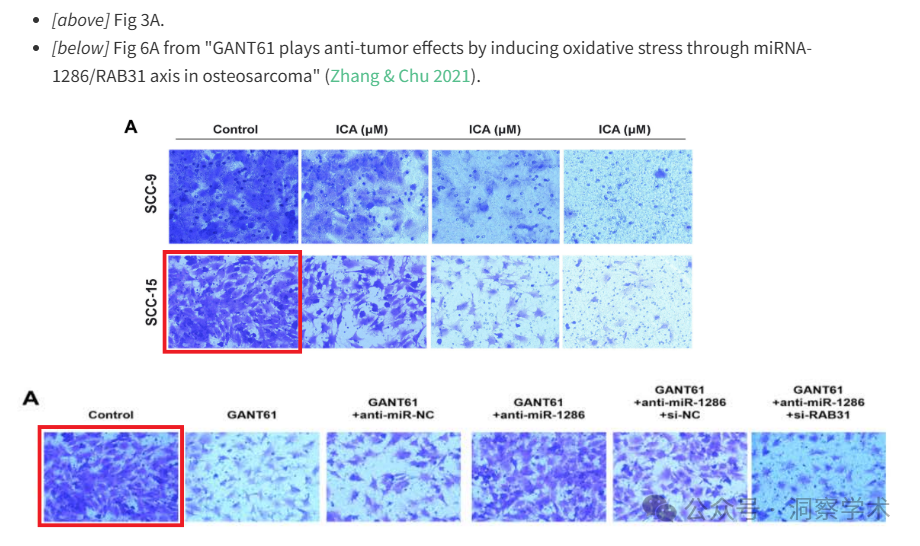 • [above] Fig 3A.
• [below] Fig 6A from "GANT61 plays anti-tumor effects by inducing oxidative stress through miRNA-
1286/RAB31 axis in osteosarcoma" (Zhang & Chu 2021).
A
Control ICA (μM) ICA (μM) ICA (μM)
SCC-9
SCC-15
A
Control
GANT61
GANT61
+anti-miR-NC
GANT61
+anti-miR-1286
GANT61
+anti-miR-1286
+si-NC
GANT61
+anti-miR-1286
+si-RAB31
公众号 · 洞察学术